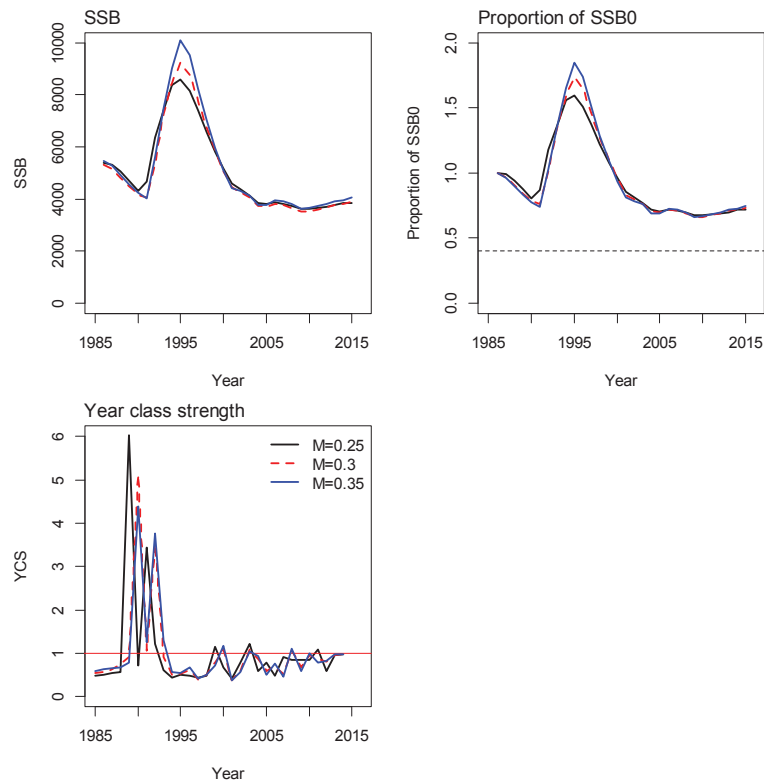 SSB
SSB
10000
8000
6000
4000
2000
0
1985
1995
2005
2015
Year
Proportion of SSB0
Proportion of SSB0
2.0
1.5
1.0
0.5
0.0
1985
1995
2005
2015
Year
Year class strength
YCS
6
5
4
3
2
1
0
M=0.25
M=0.3
M=0.35
1985
1995
2005
2015
Year